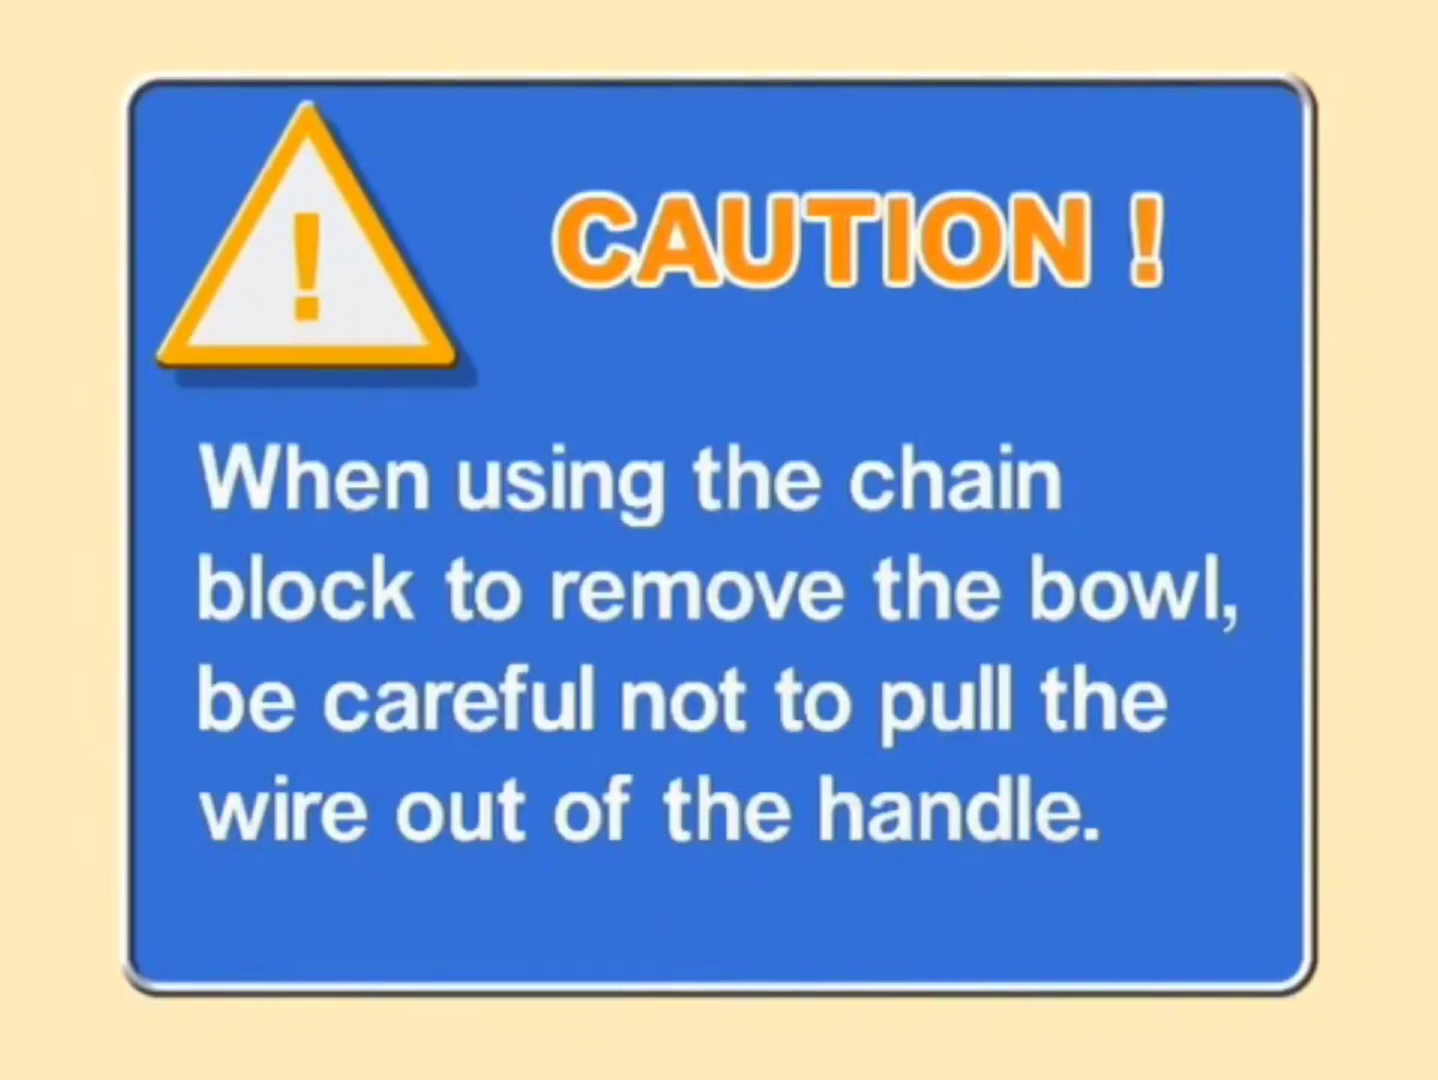 !
CAUTION !
When using the chain
block to remove the bowl,
be careful not to pull the
wire out of the handle.